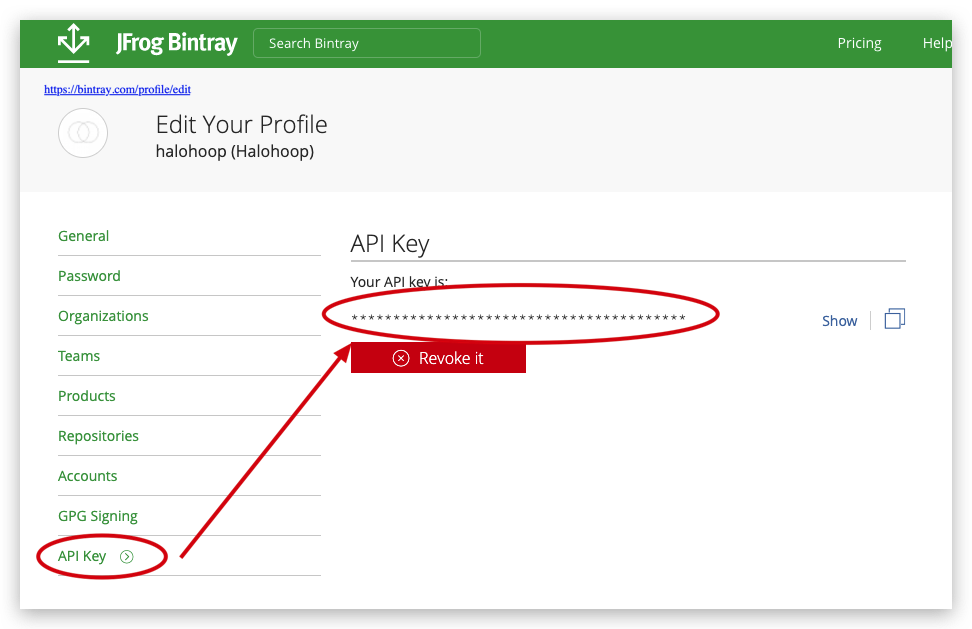 JFrog Bintray
Search Bintray
Pricing
Help
https://bintray.com/profile/edit
Edit Your Profile
halohoop (Halohoop)
General
Password
Organizations
Teams
Products
Repositories
Accounts
GPG Signing
API Key
API Key
Your API key is:
****************************************
Show
Revoke it